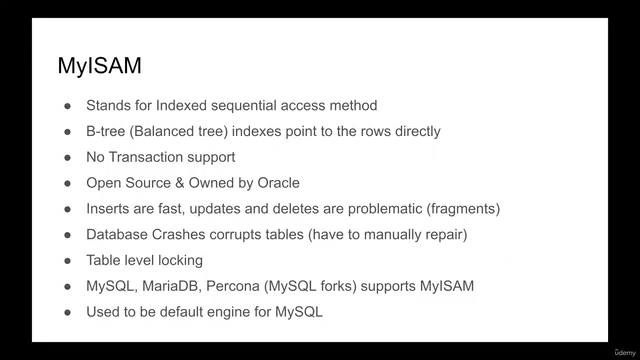 MyISAM
● Stands for Indexed sequential access method
● B-tree (Balanced tree) indexes point to the rows directly
● No Transaction support
● Open Source & Owned by Oracle
● Inserts are fast, updates and deletes are problematic (fragments)
● Database Crashes corrupts tables (have to manually repair)
● Table level locking
● MySQL, MariaDB, Percona (MySQL forks) supports MyISAM
● Used to be default engine for MySQL
udemy